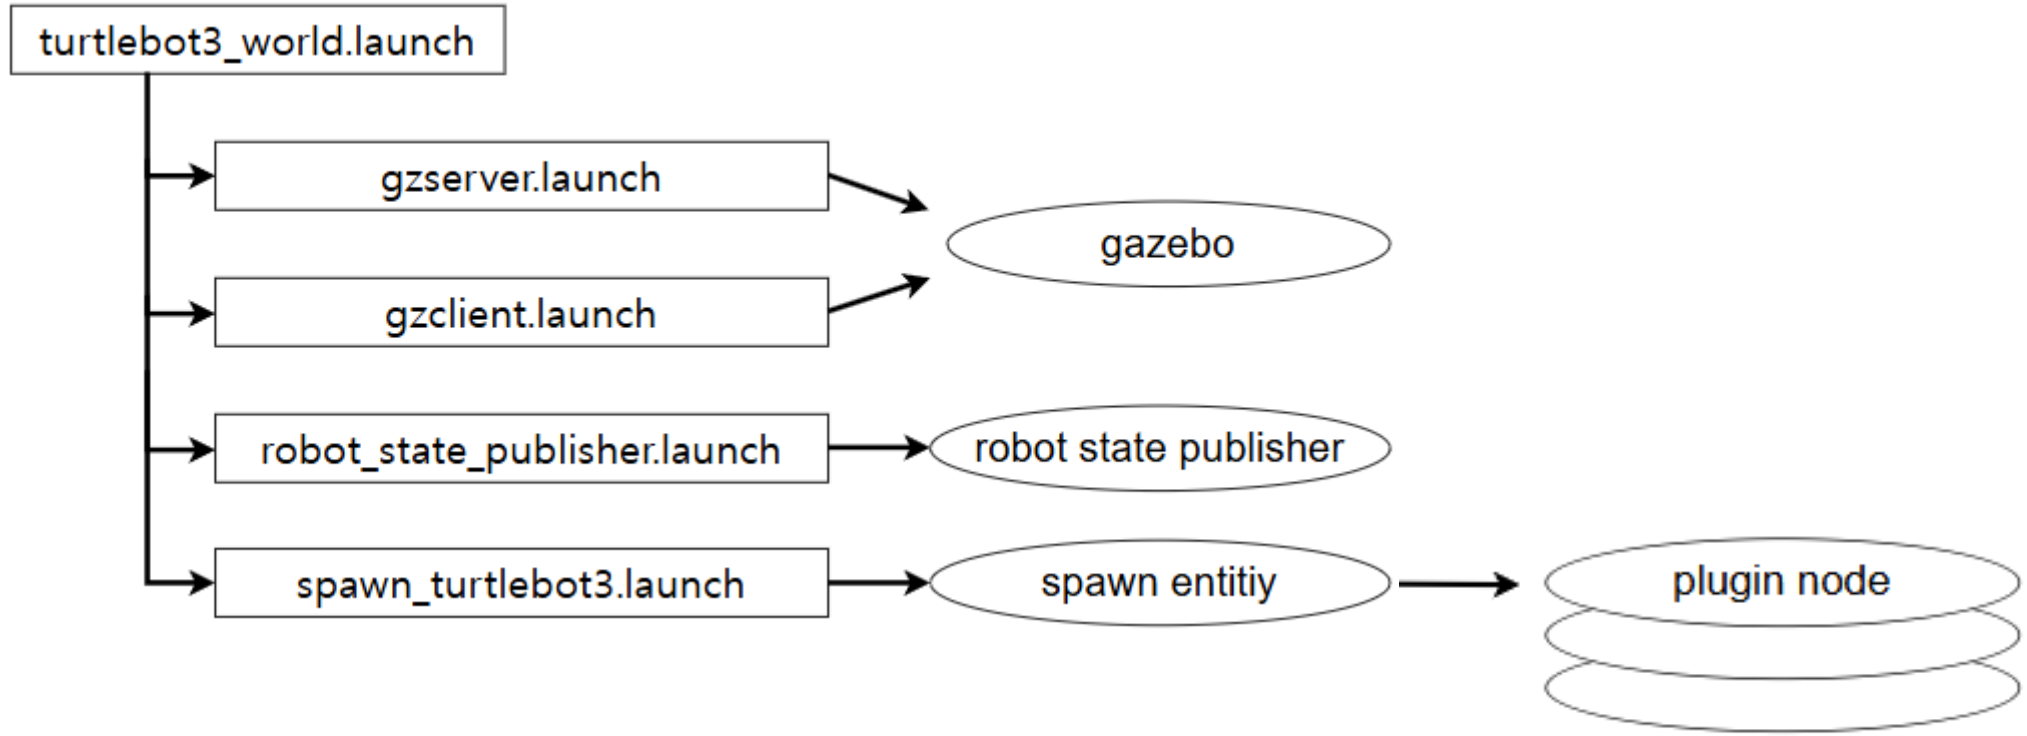 turtlebot3_world.launch
gzserver.launch
gazebo
gzclient.launch
robot_state_publisher.launch
robot state publisher
spawn_turtlebot3.launch
spawn entitiy
plugin node